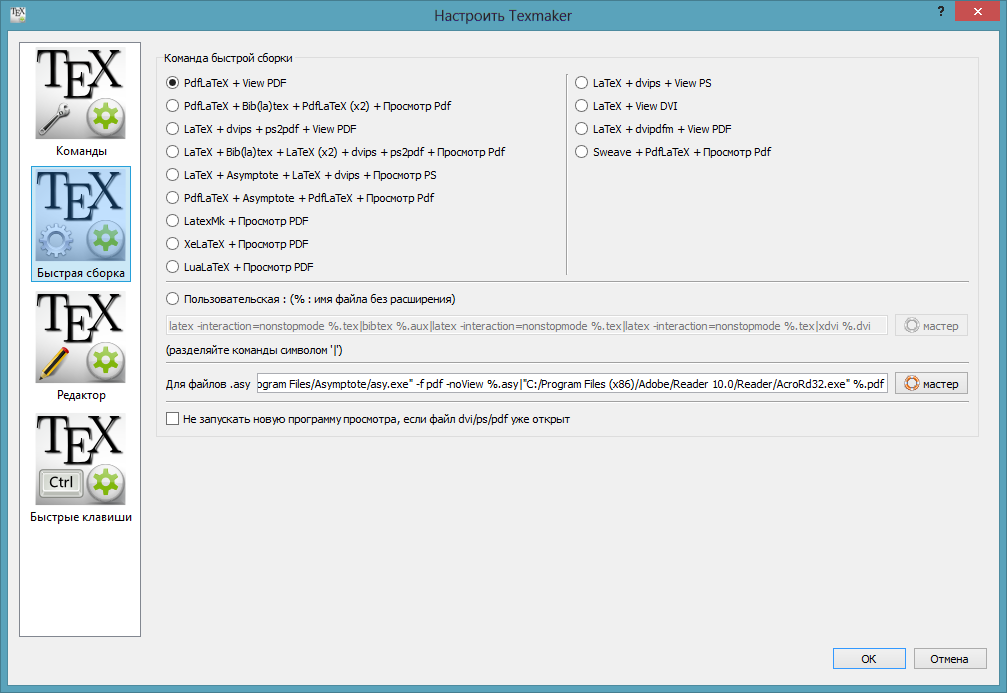 Настроить Texmaker
?
TEX
Команды
TEX
Быстрая сборка
TEX
Редактор
TEX
Ctrl
Быстрые клавиши
Команда быстрой сборки
PdfLaTeX + View PDF
PdfLaTeX + Bib(la)tex + PdfLaTeX (x2) + Просмотр Pdf
LaTeX + dvips + ps2pdf + View PDF
LaTeX + Bib(la)tex + LaTeX (x2) + dvips + ps2pdf + Просмотр Pdf
LaTeX + Asymptote + LaTeX + dvips + Просмотр PS
PdfLaTeX + Asymptote + PdfLaTeX + Просмотр Pdf
LatexMk + Просмотр PDF
XeLaTeX + Просмотр PDF
LuaLaTeX + Просмотр PDF
LaTeX + dvips + View PS
LaTeX + View DVI
LaTeX + dvipdfm + View PDF
Sweave + PdfLaTeX + Просмотр Pdf
Пользовательская : (% : имя файла без расширения)
latex -interaction=nonstopmode %.tex|bibtex %.aux|latex -interaction=nonstopmode %.tex|latex -interaction=nonstopmode %.tex|xdvi %.dvi
мастер
(разделяйте команды символом '|')
Для файлов .asy ogram Files/Asymptote/asy.exe" -f pdf -noView %.asy|"C:/Program Files (x86)/Adobe/Reader 10.0/Reader/AcroRd32.exe" %.pdf
мастер
Не запускать новую программу просмотра, если файл dvi/ps/pdf уже открыт
OK
Отмена